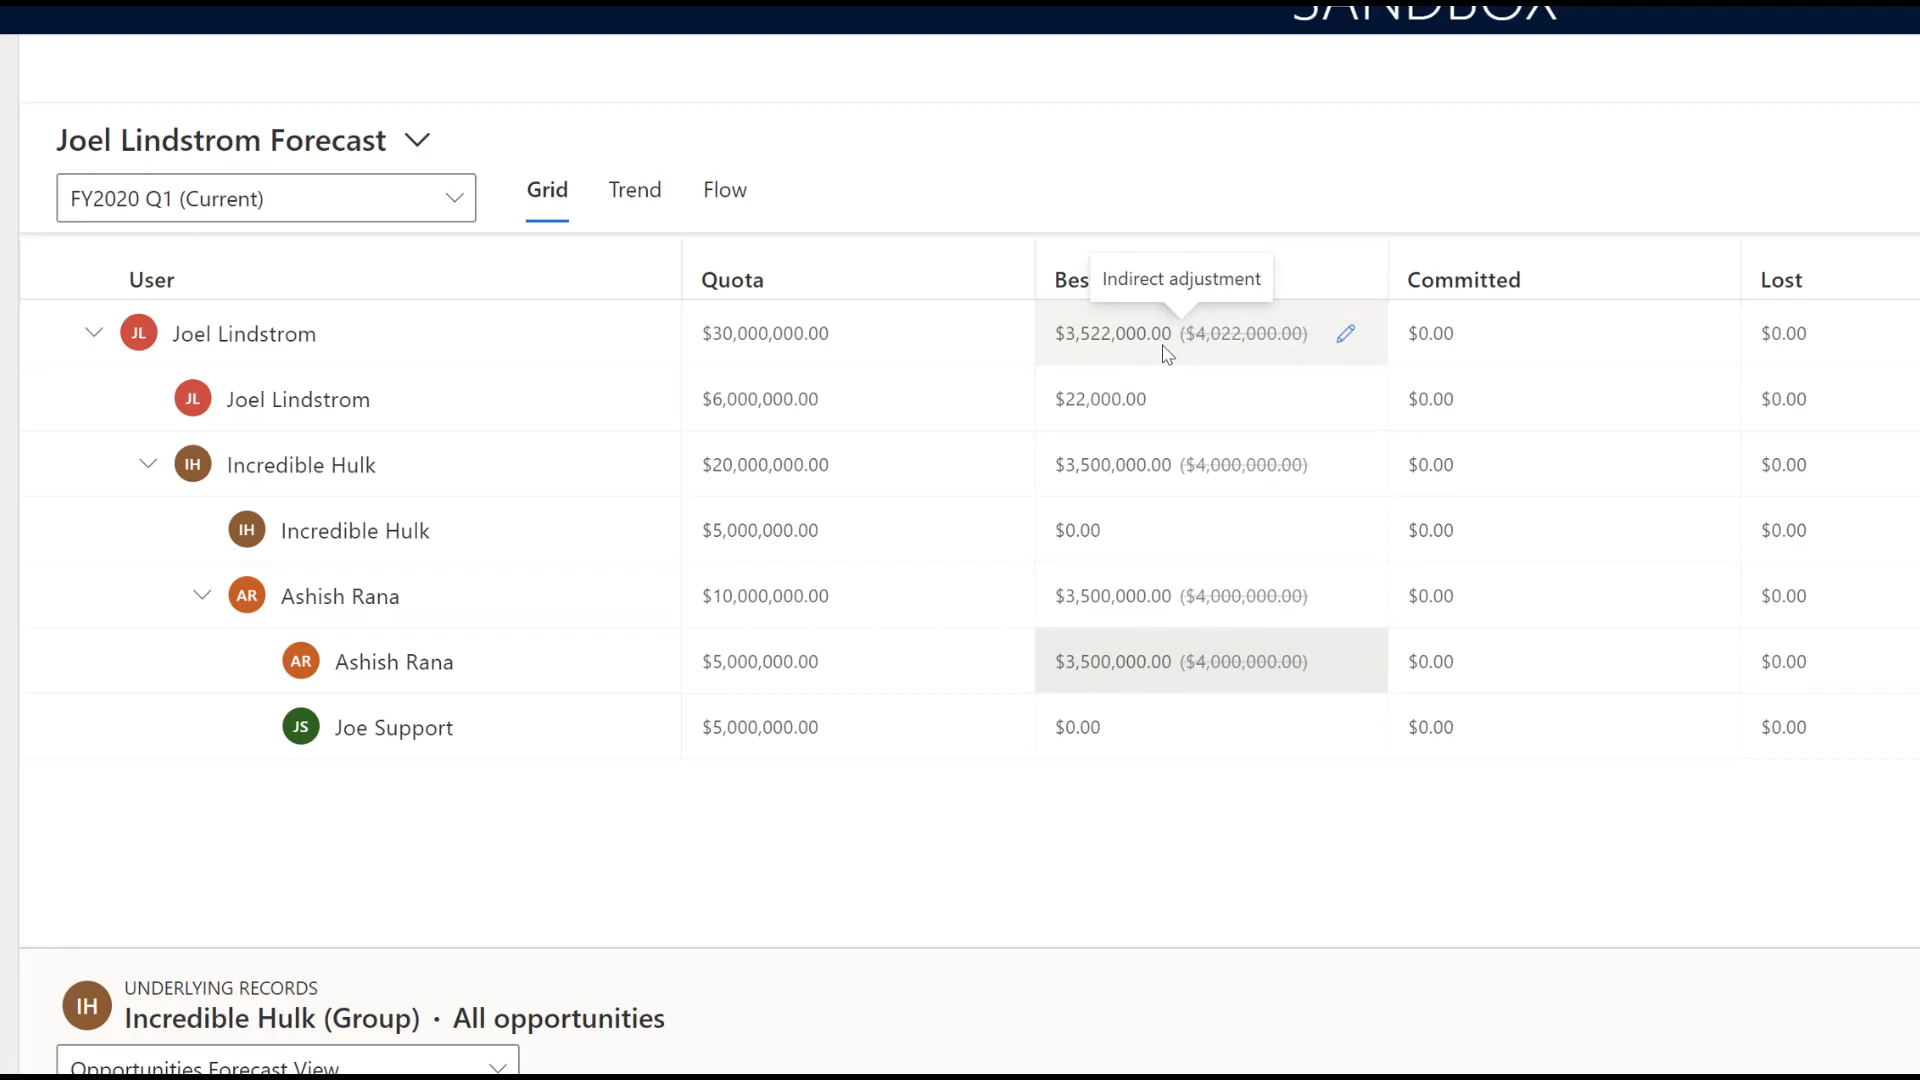 SANDBOX
Joel Lindstrom Forecast
FY2020 Q1 (Current)
Grid Trend Flow
User Quota Bes Indirect adjustment Committed Lost
JL Joel Lindstrom $30,000,000.00 $3,522,000.00 ($4,022,000.00) $0.00 $0.00
JL Joel Lindstrom $6,000,000.00 $22,000.00 $0.00 $0.00
IH Incredible Hulk $20,000,000.00 $3,500,000.00 ($4,000,000.00) $0.00 $0.00
IH Incredible Hulk $5,000,000.00 $0.00 $0.00 $0.00
AR Ashish Rana $10,000,000.00 $3,500,000.00 ($4,000,000.00) $0.00 $0.00
AR Ashish Rana $5,000,000.00 $3,500,000.00 ($4,000,000.00) $0.00 $0.00
JS Joe Support $5,000,000.00 $0.00 $0.00 $0.00
IH UNDERLYING RECORDS
Incredible Hulk (Group) · All opportunities
Opportunities Forecast View